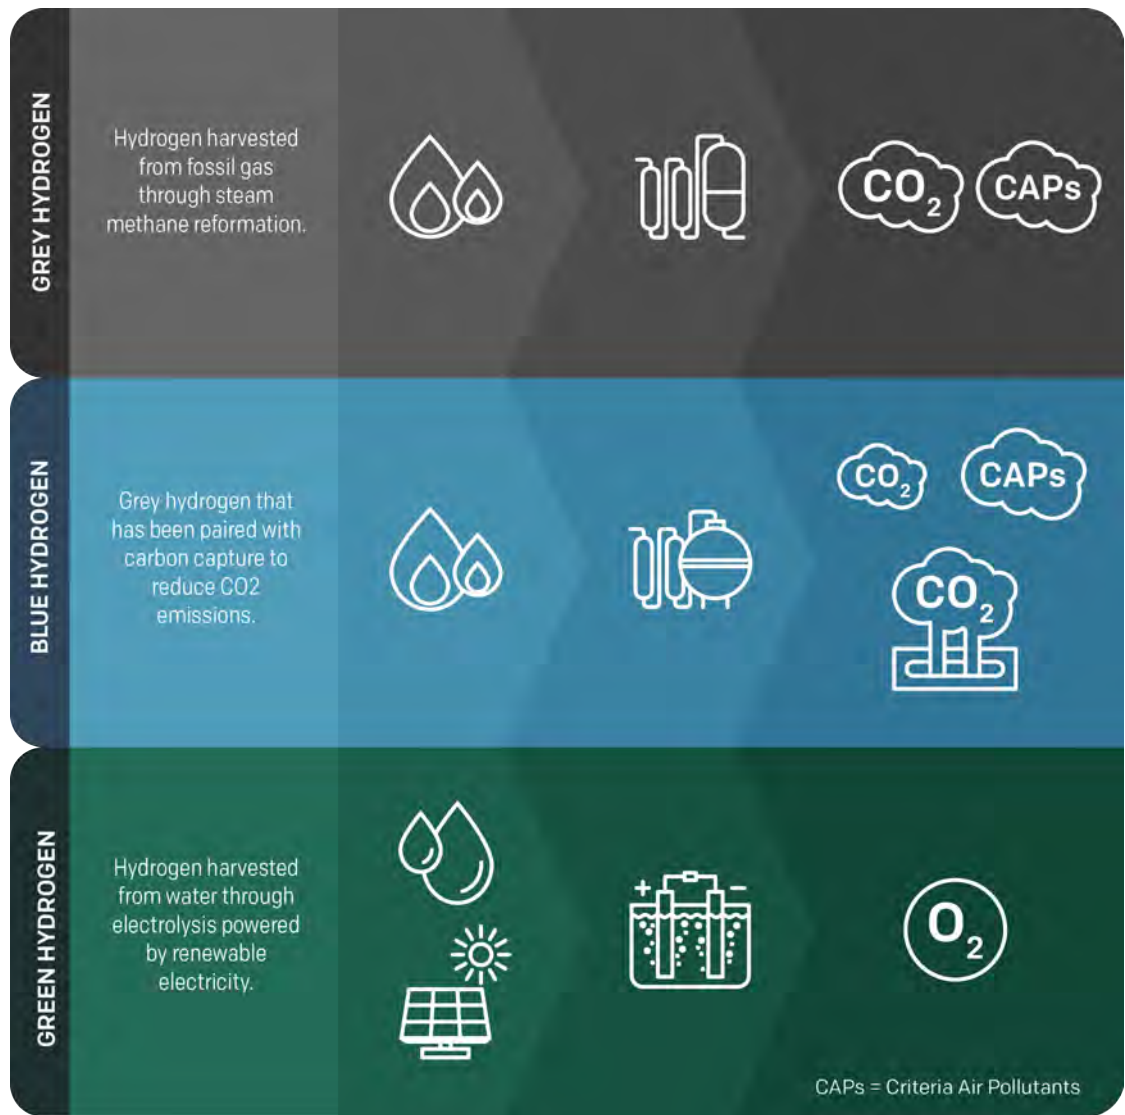 GREY HYDROGEN
Hydrogen harvested
from fossil gas
through steam
methane reformation.
CO2
CAPs
BLUE HYDROGEN
Grey hydrogen that
has been paired with
carbon capture to
reduce CO2
emissions.
CO2
CAPs
CO2
GREEN HYDROGEN
Hydrogen harvested
from water through
electrolysis powered
by renewable
electricity.
+ −
O2
CAPs = Criteria Air Pollutants